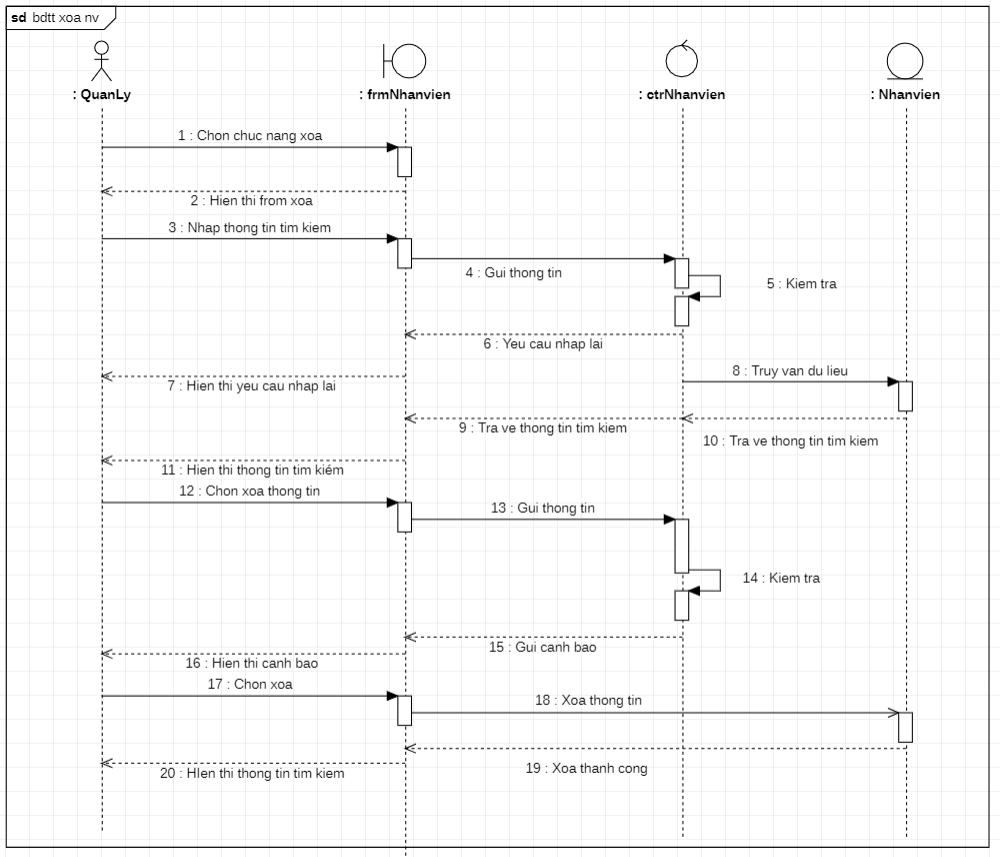 sd bdtt xoa nv
: QuanLy
: frmNhanvien
: ctrNhanvien
: Nhanvien
1 : Chon chuc nang xoa
2 : Hien thi from xoa
3 : Nhap thong tin tim kiem
4 : Gui thong tin
5 : Kiem tra
6 : Yeu cau nhap lai
7 : Hien thi yeu cau nhap lai
8 : Truy van du lieu
9 : Tra ve thong tin tim kiem
10 : Tra ve thong tin tim kiem
11 : Hien thi thong tin tim kiém
12 : Chon xoa thong tin
13 : Gui thong tin
14 : Kiem tra
15 : Gui canh bao
16 : Hien thi canh bao
17 : Chon xoa
18 : Xoa thong tin
19 : Xoa thanh cong
20 : HIen thi thong tin tim kiem